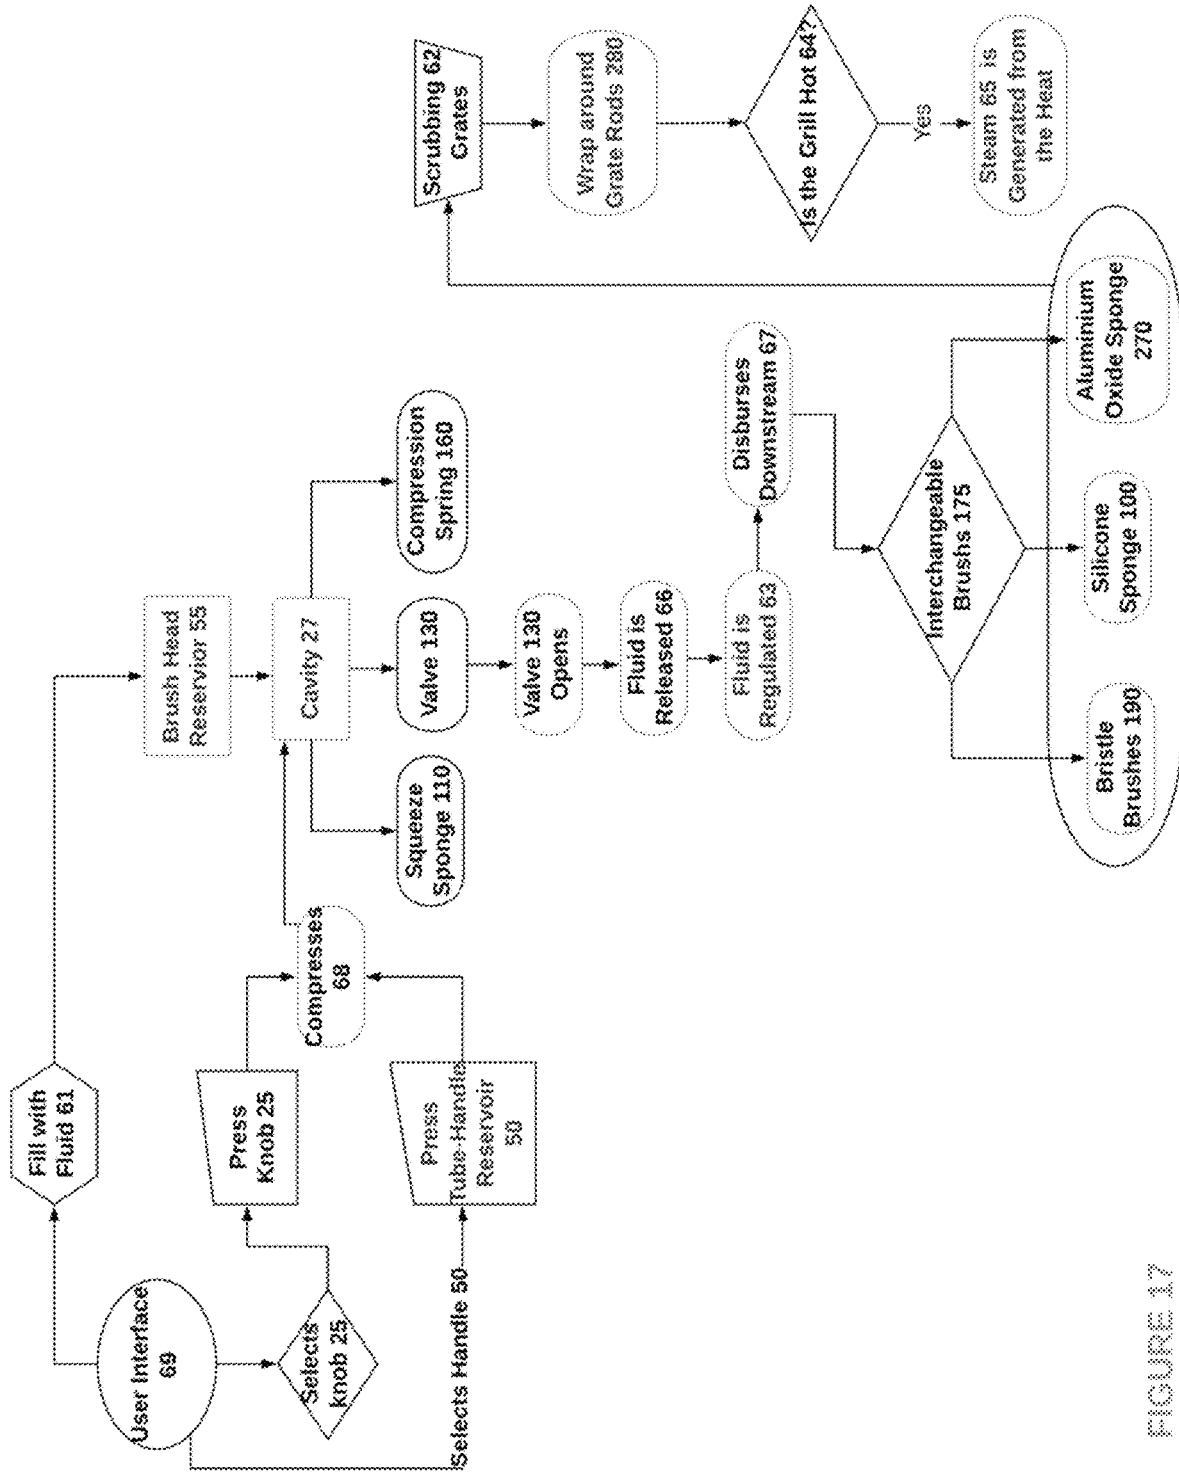 User Interface
69
Fill with
Fluid 61
Selects
knob 25
Selects Handle 50
Press
Knob 25
Press
Tube-Handle
Reservoir
50
Compresses
68
Brush Head
Reservior 55
Cavity 27
Squeeze
Sponge 110
Valve 130
Compression
Spring 160
Valve 130
Opens
Fluid is
Released 66
Fluid is
Regulated 63
Disburses
Downstream 67
Interchangeable
Brushs 175
Bristle
Brushes 190
Silicone
Sponge 100
Aluminium
Oxide Sponge
270
Scrubbing 62
Grates
Wrap around
Grate Rods 280
Is the Grill Hot 64?
Yes
Steam 65 is
Generated from
the Heat
FIGURE 17